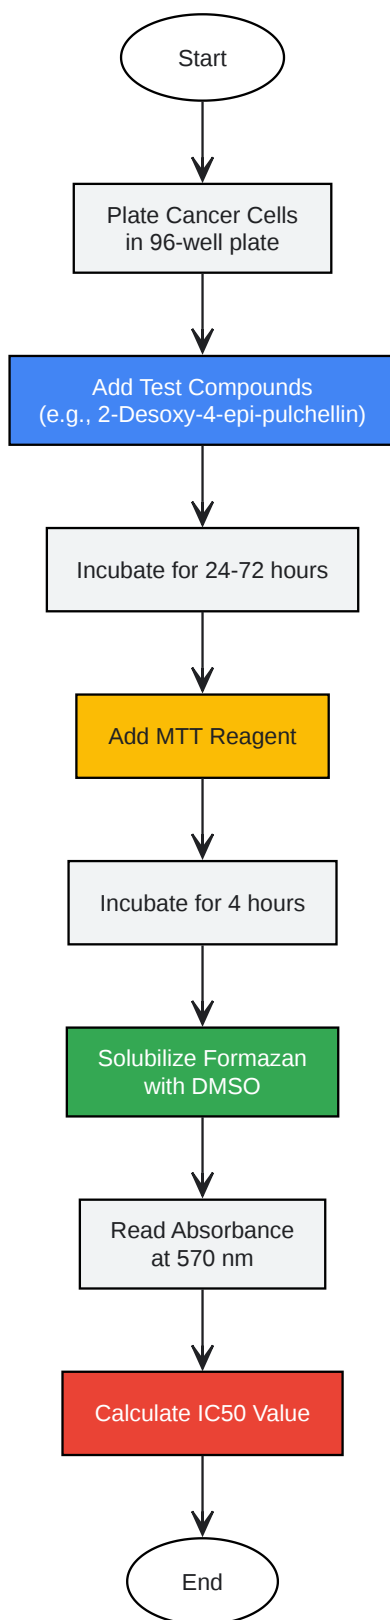 Start
Plate Cancer Cells
in 96-well plate
Add Test Compounds
(e.g., 2-Desoxy-4-epi-pulchellin)
Incubate for 24-72 hours
Add MTT Reagent
Incubate for 4 hours
Solubilize Formazan
with DMSO
Read Absorbance
at 570 nm
Calculate IC50 Value
End